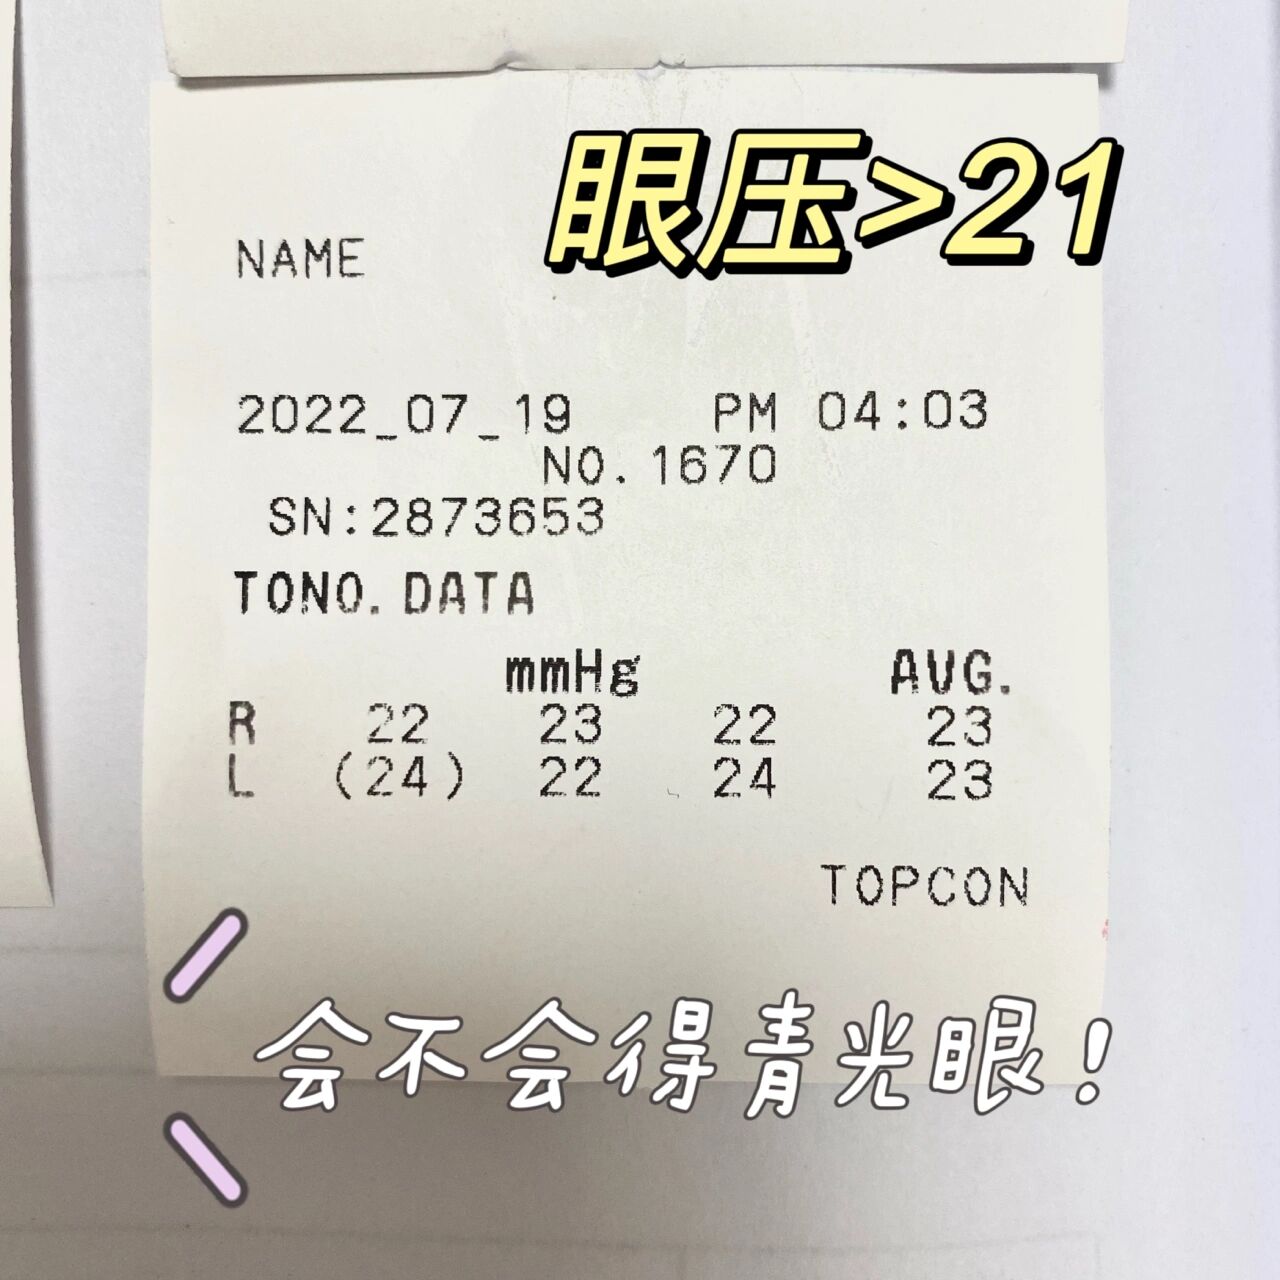 眼压>21
NAME
2022_07_19 PM 04:03
NO.1670
SN:2873653
TONO.DATA
mmHg AVG.
R 22 23 22 23
L (24) 22 24 23
TOPCON
会不会得青光眼!